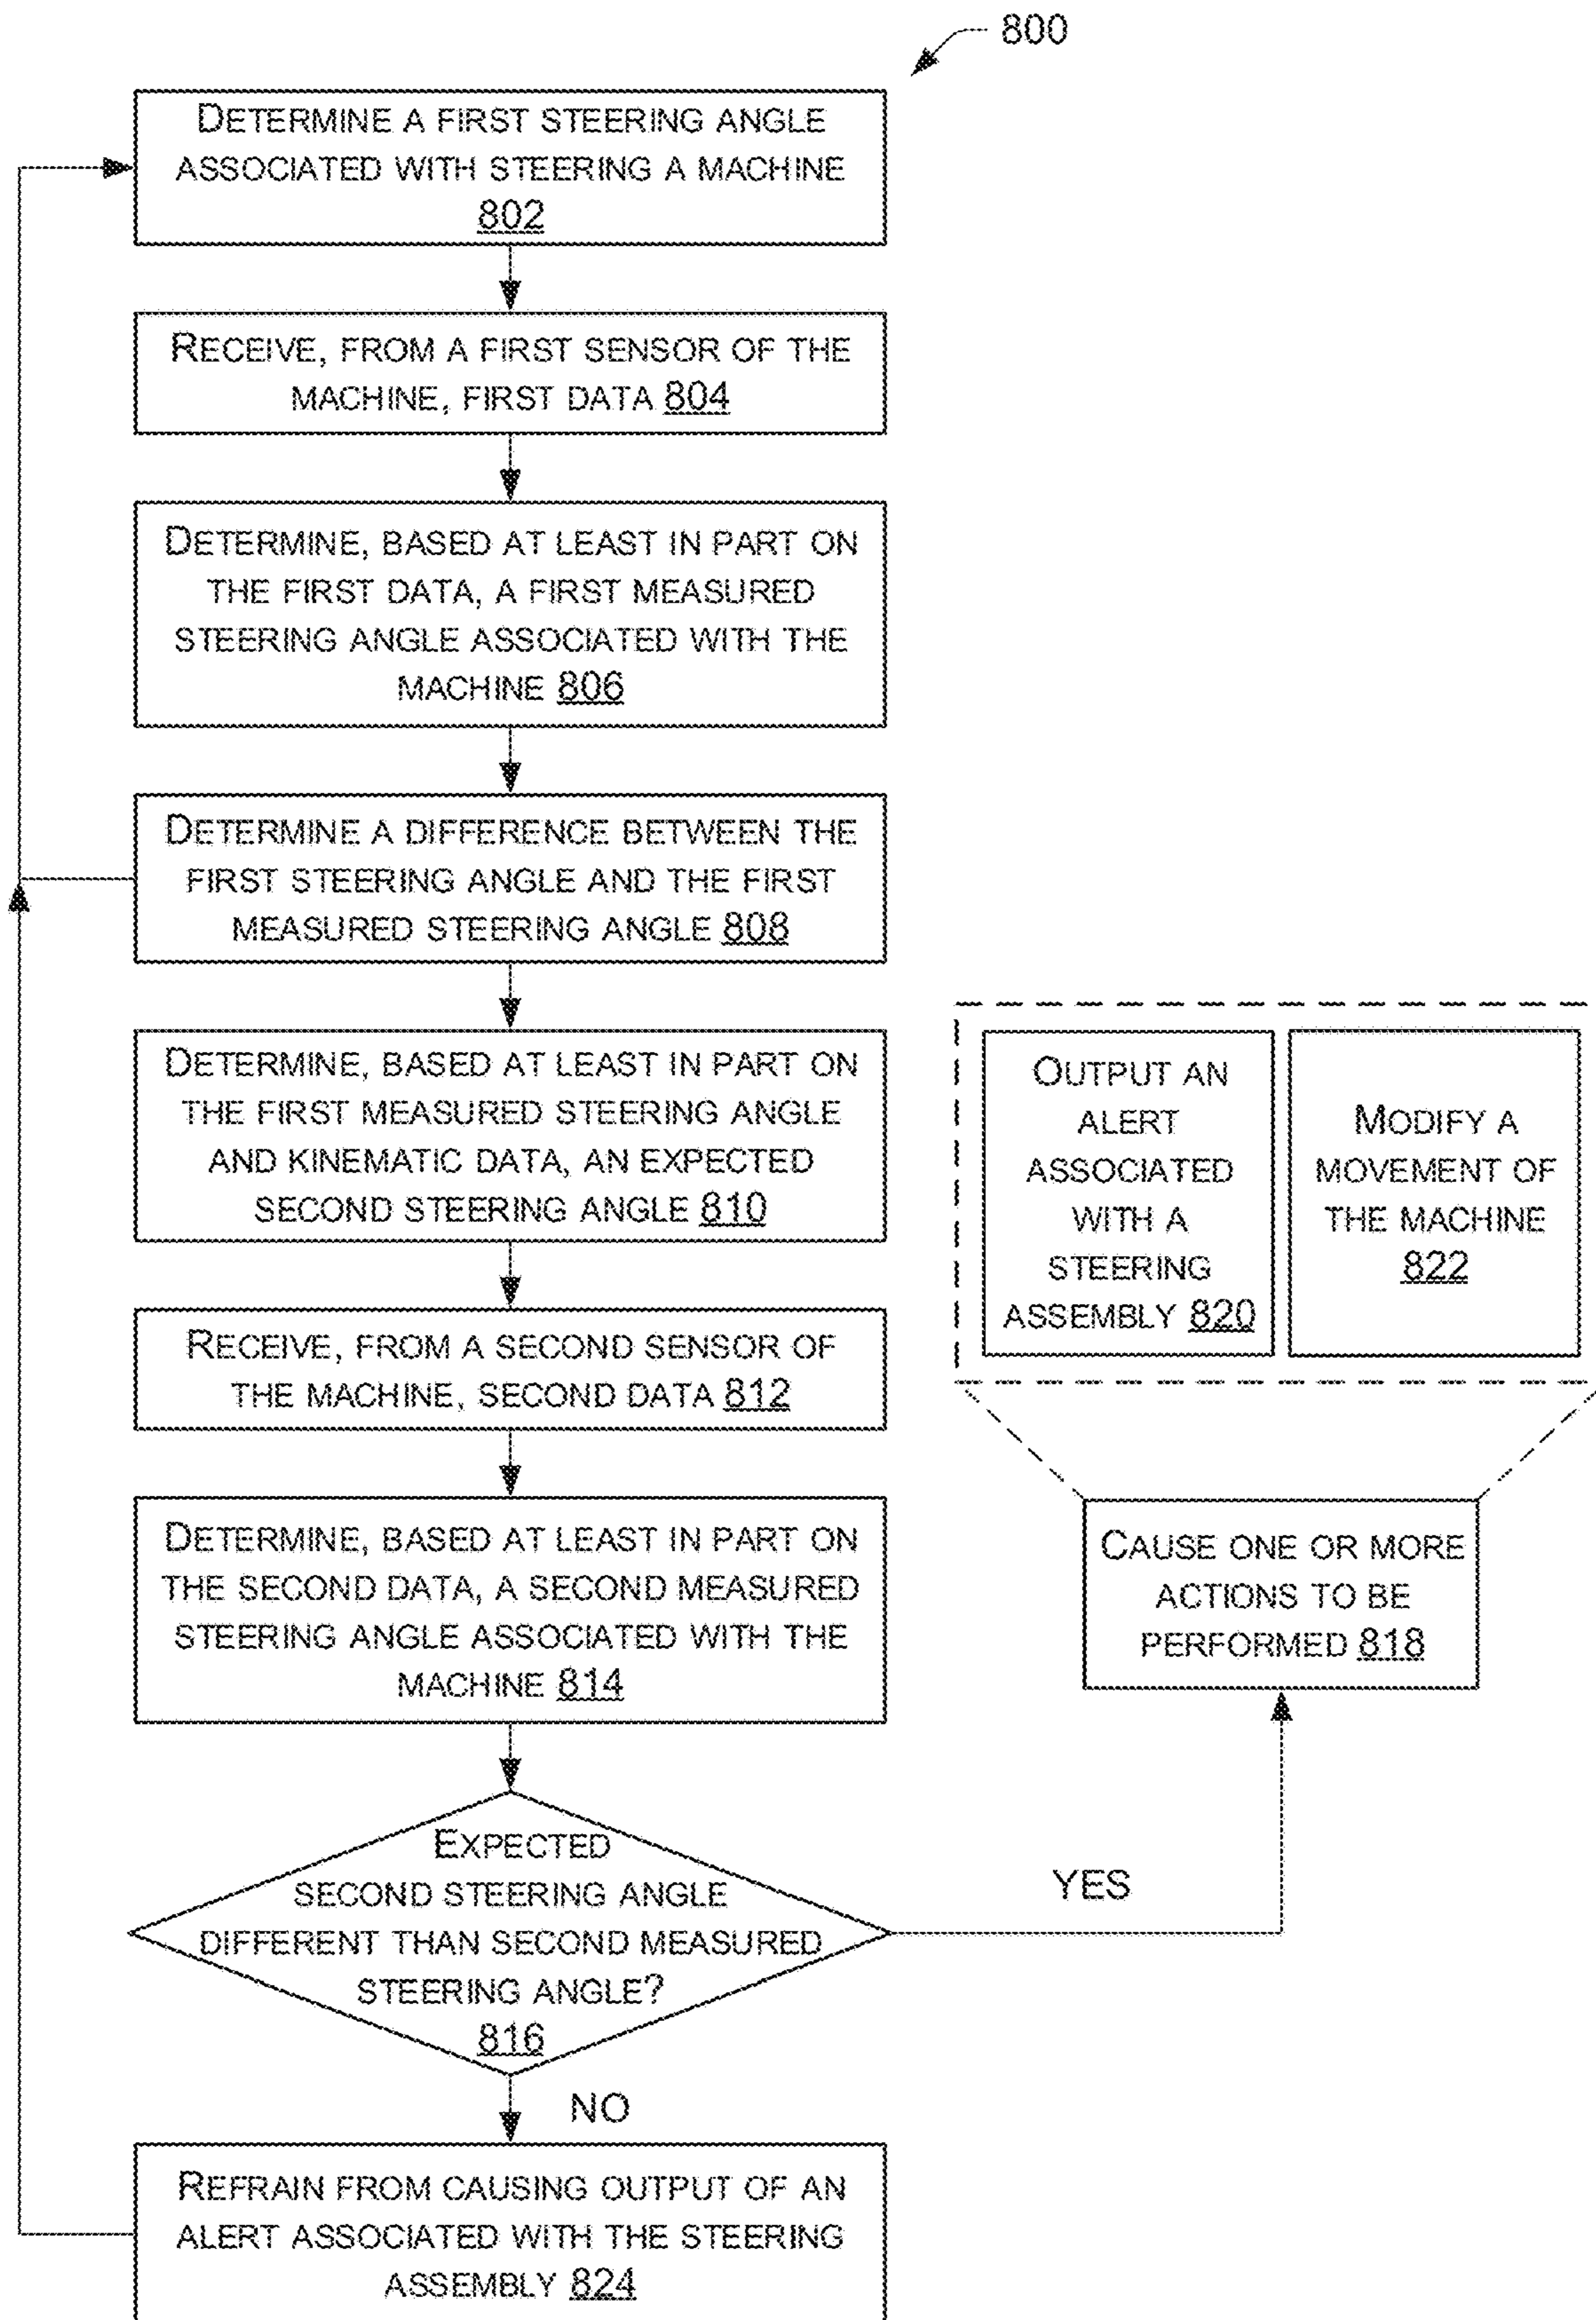 800
DETERMINE A FIRST STEERING ANGLE
ASSOCIATED WITH STEERING A MACHINE
802
RECEIVE, FROM A FIRST SENSOR OF THE
MACHINE, FIRST DATA 804
DETERMINE, BASED AT LEAST IN PART ON
THE FIRST DATA, A FIRST MEASURED
STEERING ANGLE ASSOCIATED WITH THE
MACHINE 806
DETERMINE A DIFFERENCE BETWEEN THE
FIRST STEERING ANGLE AND THE FIRST
MEASURED STEERING ANGLE 808
DETERMINE, BASED AT LEAST IN PART ON
THE FIRST MEASURED STEERING ANGLE
AND KINEMATIC DATA, AN EXPECTED
SECOND STEERING ANGLE 810
RECEIVE, FROM A SECOND SENSOR OF
THE MACHINE, SECOND DATA 812
DETERMINE, BASED AT LEAST IN PART ON
THE SECOND DATA, A SECOND MEASURED
STEERING ANGLE ASSOCIATED WITH THE
MACHINE 814
EXPECTED
SECOND STEERING ANGLE
DIFFERENT THAN SECOND MEASURED
STEERING ANGLE?
816
YES
CAUSE ONE OR MORE
ACTIONS TO BE
PERFORMED 818
OUTPUT AN
ALERT
ASSOCIATED
WITH A
STEERING
ASSEMBLY 820
MODIFY A
MOVEMENT OF
THE MACHINE
822
NO
REFRAIN FROM CAUSING OUTPUT OF AN
ALERT ASSOCIATED WITH THE STEERING
ASSEMBLY 824